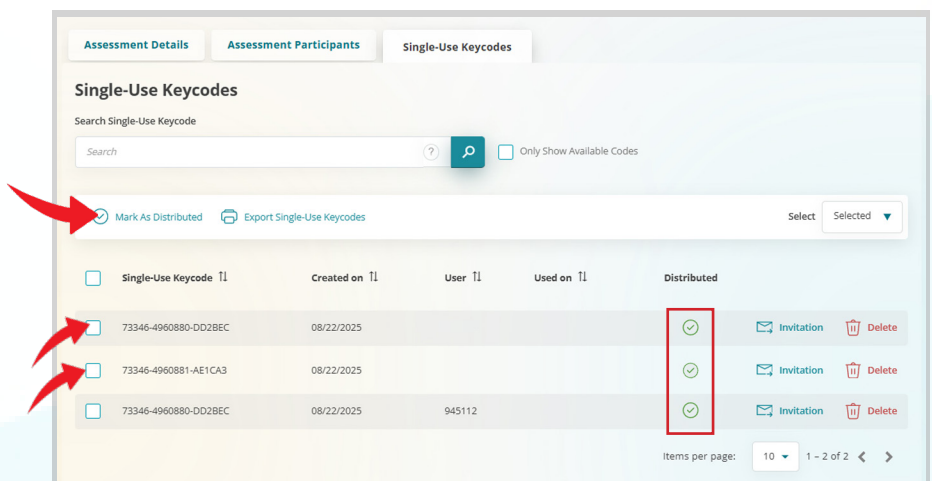 Assessment Details Assessment Participants Single-Use Keycodes
Single-Use Keycodes
Search Single-Use Keycode
Search ? Only Show Available Codes
Mark As Distributed Export Single-Use Keycodes Select Selected
Single-Use Keycode Created on User Used on Distributed
73346-4960880-DD2BEC 08/22/2025 Invitation Delete
73346-4960881-AE1CA3 08/22/2025 Invitation Delete
73346-4960880-DD2BEC 08/22/2025 945112 Invitation Delete
Items per page: 10 1 – 2 of 2